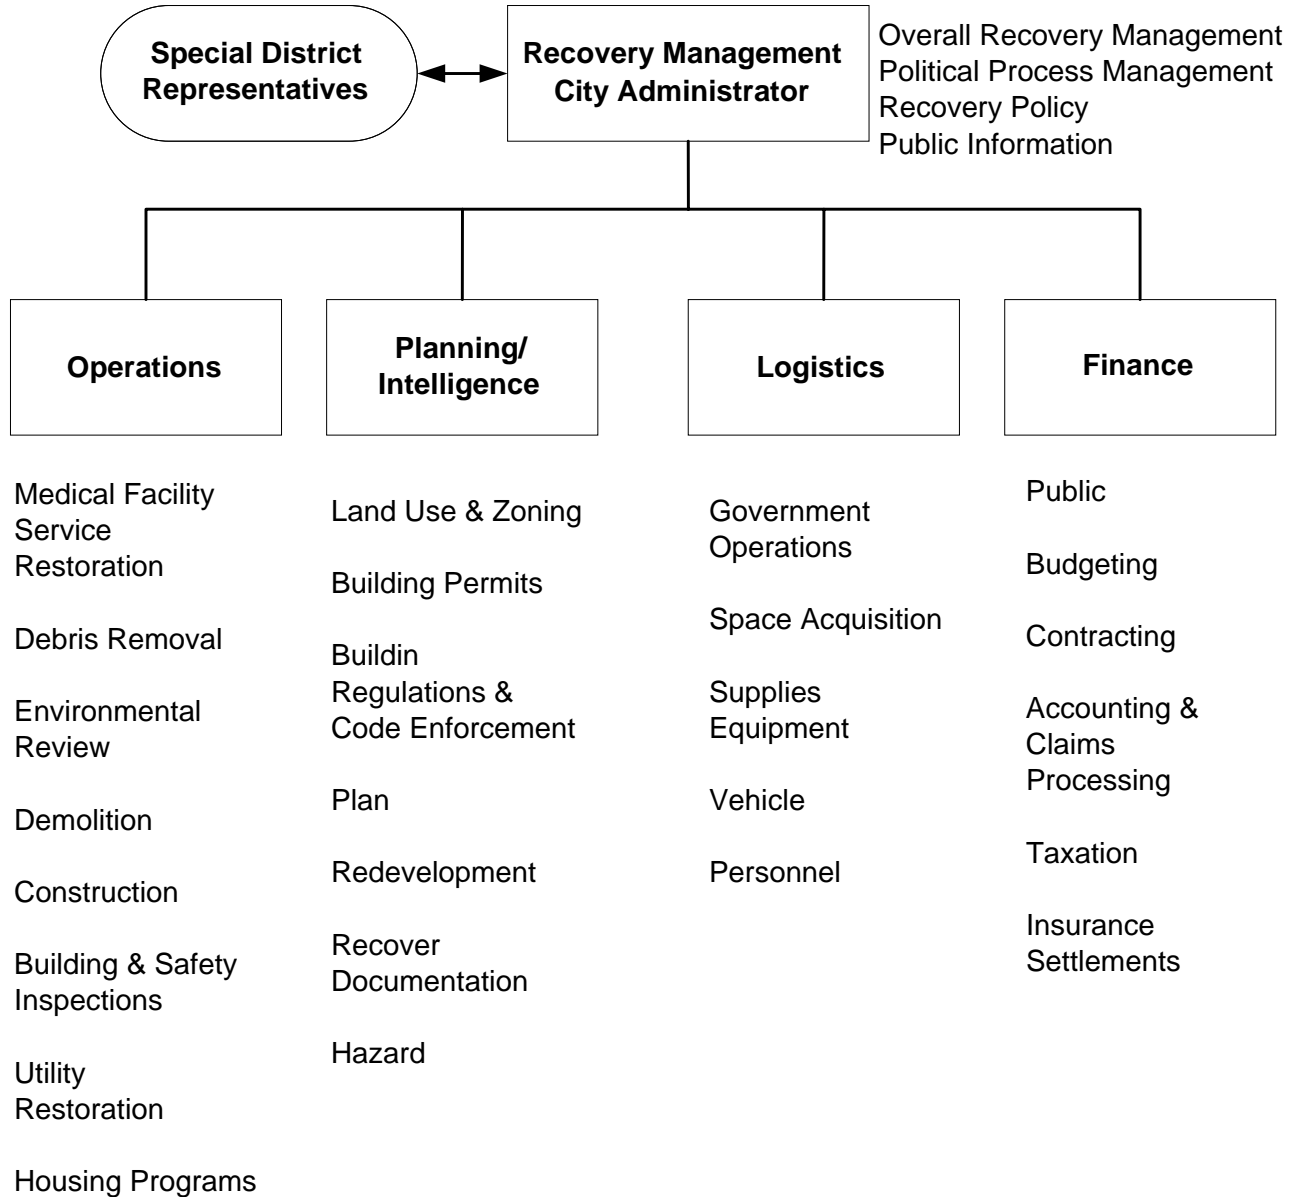 Special District
Representatives
Recovery Management
City Administrator
Overall Recovery Management
Political Process Management
Recovery Policy
Public Information
Operations
Planning/
Intelligence
Logistics
Finance
Medical Facility
Service
Restoration
Debris Removal
Environmental
Review
Demolition
Construction
Building & Safety
Inspections
Utility
Restoration
Housing Programs
Land Use & Zoning
Building Permits
Buildin
Regulations &
Code Enforcement
Plan
Redevelopment
Recover
Documentation
Hazard
Government
Operations
Space Acquisition
Supplies
Equipment
Vehicle
Personnel
Public
Budgeting
Contracting
Accounting &
Claims
Processing
Taxation
Insurance
Settlements